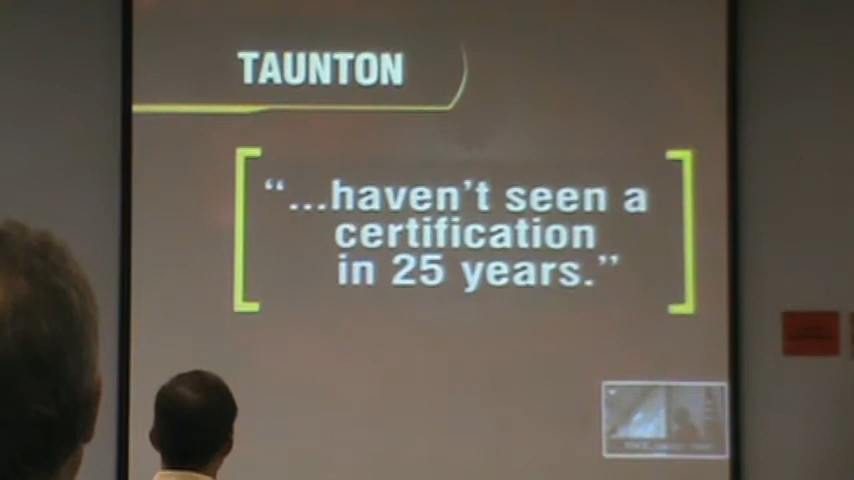 TAUNTON
“...haven’t seen a
certification
in 25 years.”